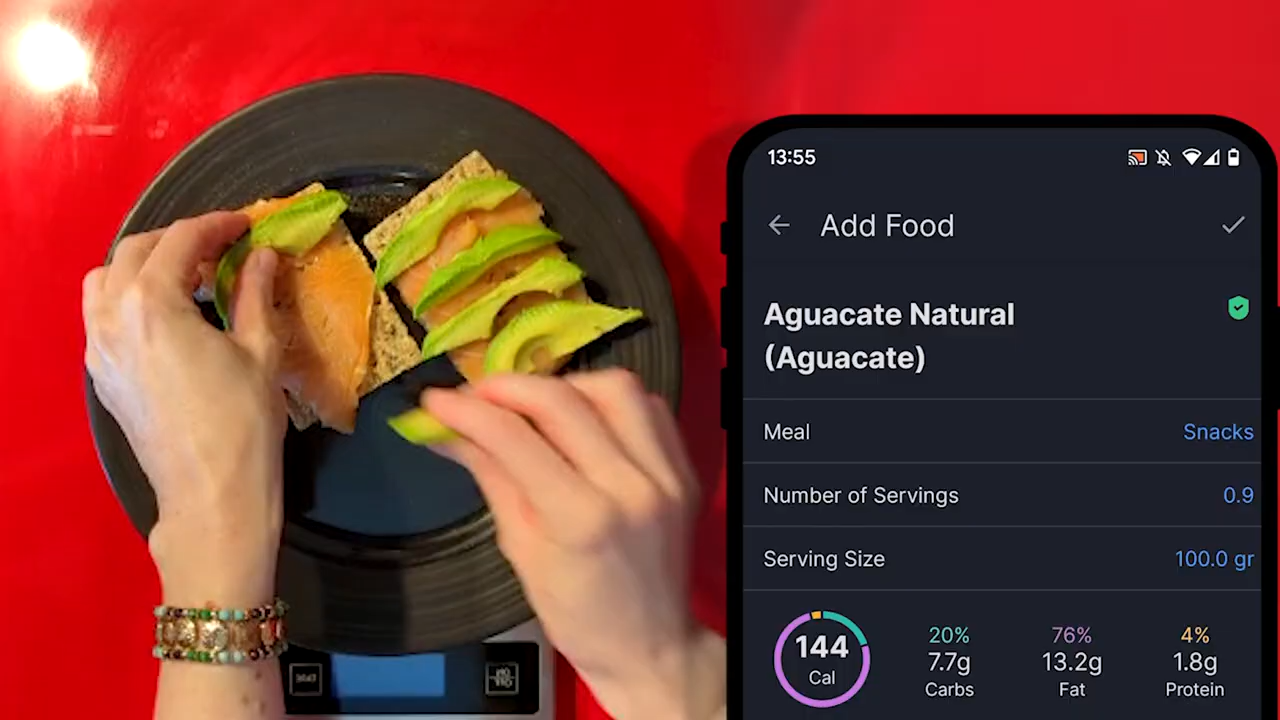 13:55
Add Food
Aguacate Natural
(Aguacate)
Meal
Snacks
Number of Servings
0.9
Serving Size
100.0 gr
144
Cal
20%
7.7g
Carbs
76%
13.2g
Fat
4%
1.8g
Protein